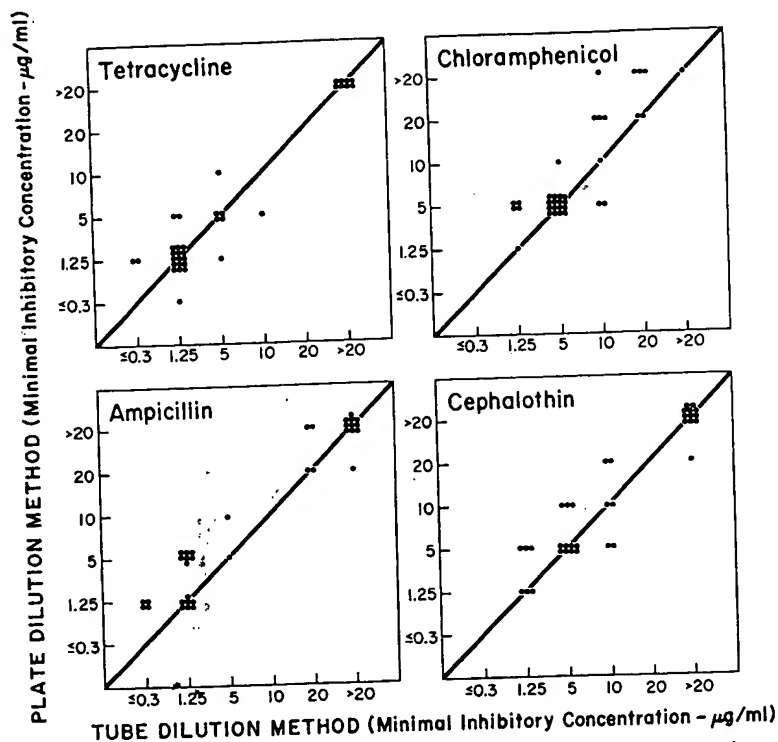 PLATE DILUTION METHOD (Minimal Inhibitory Concentration - μg/ml)
Tetracycline
>20
20
10
5
1.25
≤0.3
≤0.3 1.25 5 10 20 >20
Chloramphenicol
>20
20
10
5
1.25
≤0.3
≤0.3 1.25 5 10 20 >20
Ampicillin
>20
20
10
5
1.25
≤0.3
≤0.3 1.25 5 10 20 >20
Cephalothin
>20
20
10
5
1.25
≤0.3
≤0.3 1.25 5 10 20 >20
TUBE DILUTION METHOD (Minimal Inhibitory Concentration - μg/ml)